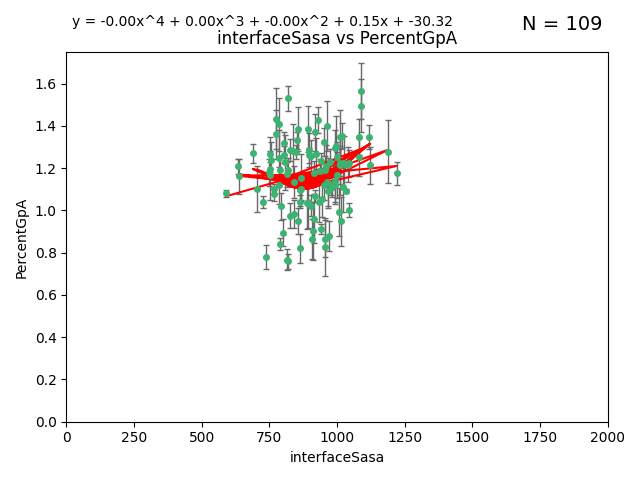 y = -0.00x^4 + 0.00x^3 + -0.00x^2 + 0.15x + -30.32
N = 109
interfaceSasa vs PercentGpA
1.6
1.4
1.2
1.0
0.8
0.6
0.4
0.2
0.0
PercentGpA
0 250 500 750 1000 1250 1500 1750 2000
interfaceSasa